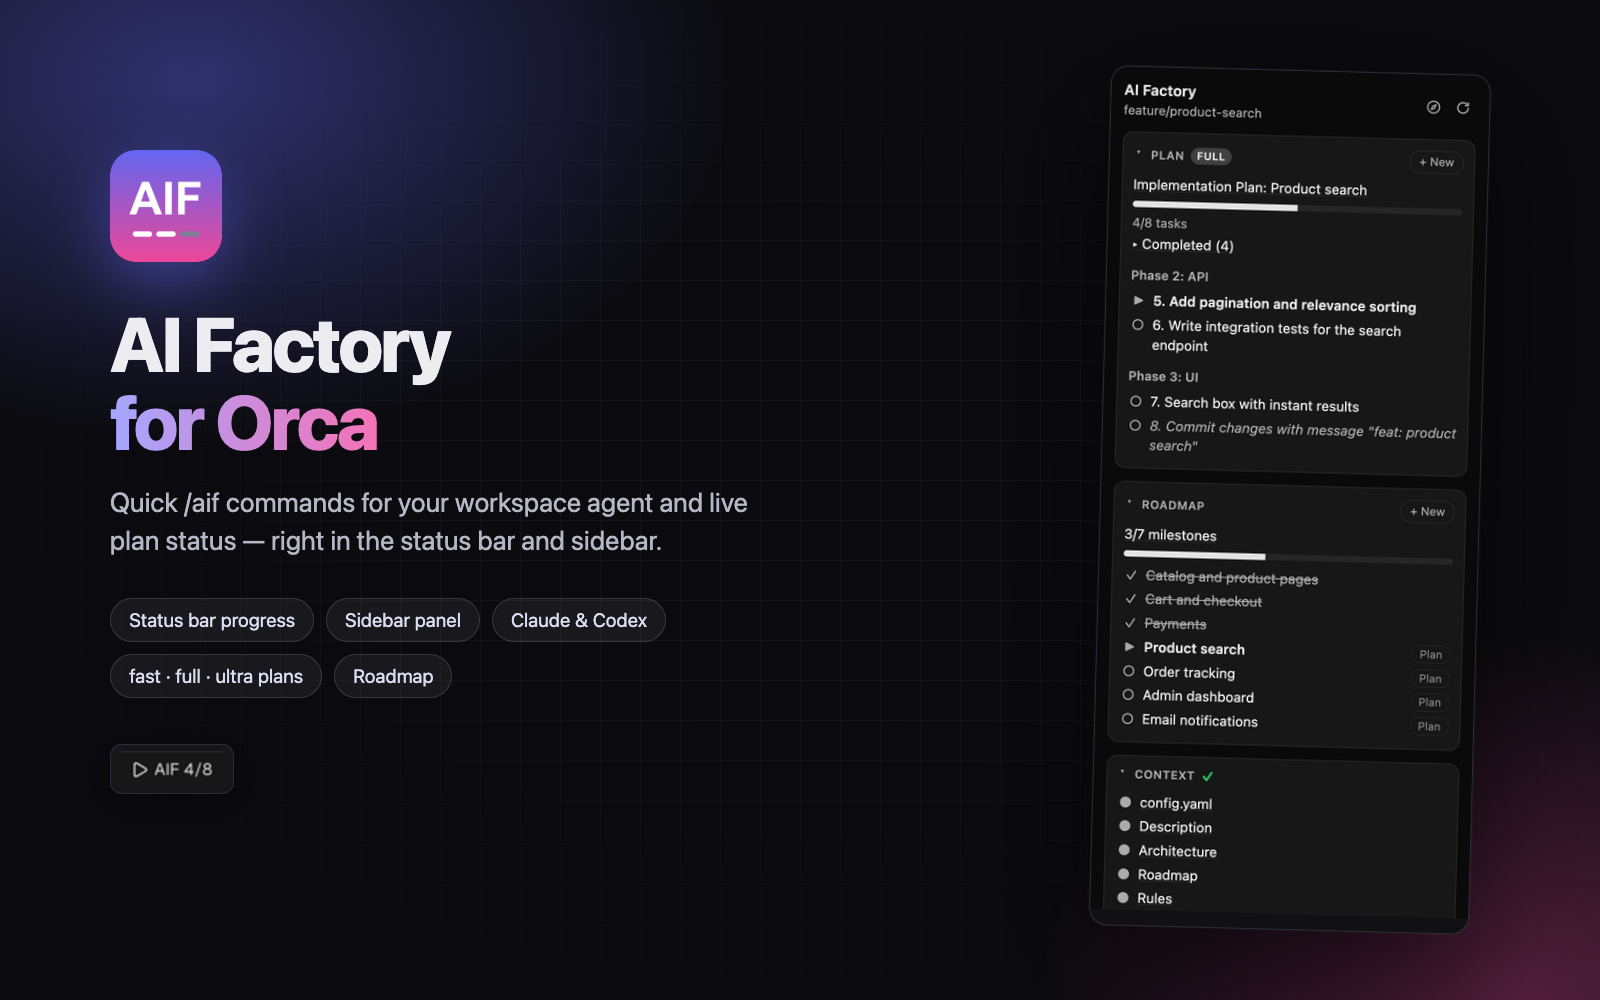 AIF
AI Factory
for Orca
Quick /aif commands for your workspace agent and live
plan status — right in the status bar and sidebar.
Status bar progress
Sidebar panel
Claude & Codex
fast · full · ultra plans
Roadmap
AIF 4/8
AI Factory
feature/product-search
PLAN FULL
+ New
Implementation Plan: Product search
4/8 tasks
Completed (4)
Phase 2: API
5. Add pagination and relevance sorting
6. Write integration tests for the search
endpoint
Phase 3: UI
7. Search box with instant results
8. Commit changes with message "feat: product
search"
ROADMAP
+ New
3/7 milestones
Catalog and product pages
Cart and checkout
Payments
Product search Plan
Order tracking Plan
Admin dashboard Plan
Email notifications Plan
CONTEXT
config.yaml
Description
Architecture
Roadmap
Rules